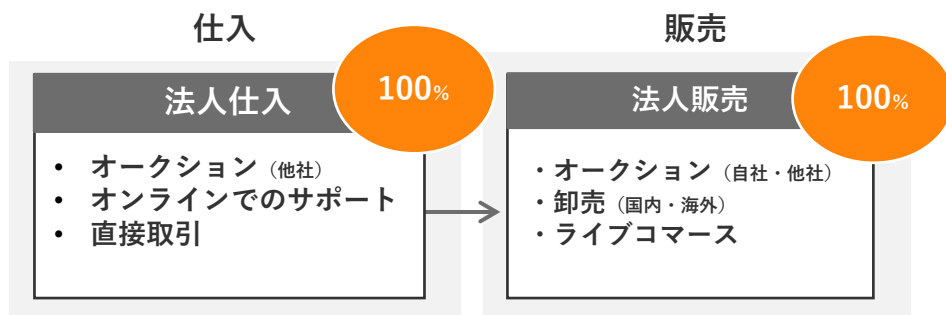 仕入
法人仕入
100%
• オークション（他社）
• オンラインでのサポート
• 直接取引
販売
法人販売
100%
・オークション（自社・他社）
・卸売（国内・海外）
・ライブコマース